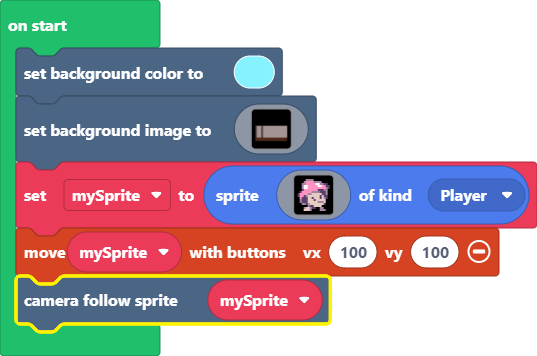 on start
set background color to
set background image to
set mySprite to sprite of kind Player
move mySprite with buttons vx 100 vy 100
camera follow sprite mySprite